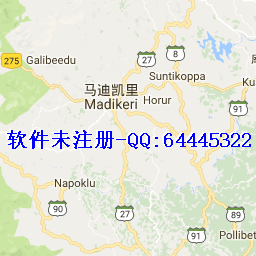 275
Galibeedu
27
8
Suntikoppa
马迪凯里
Madikeri
Horur
91
软件未注册-QQ:64445322
Napoklu
90
27
89
91
Pollibet